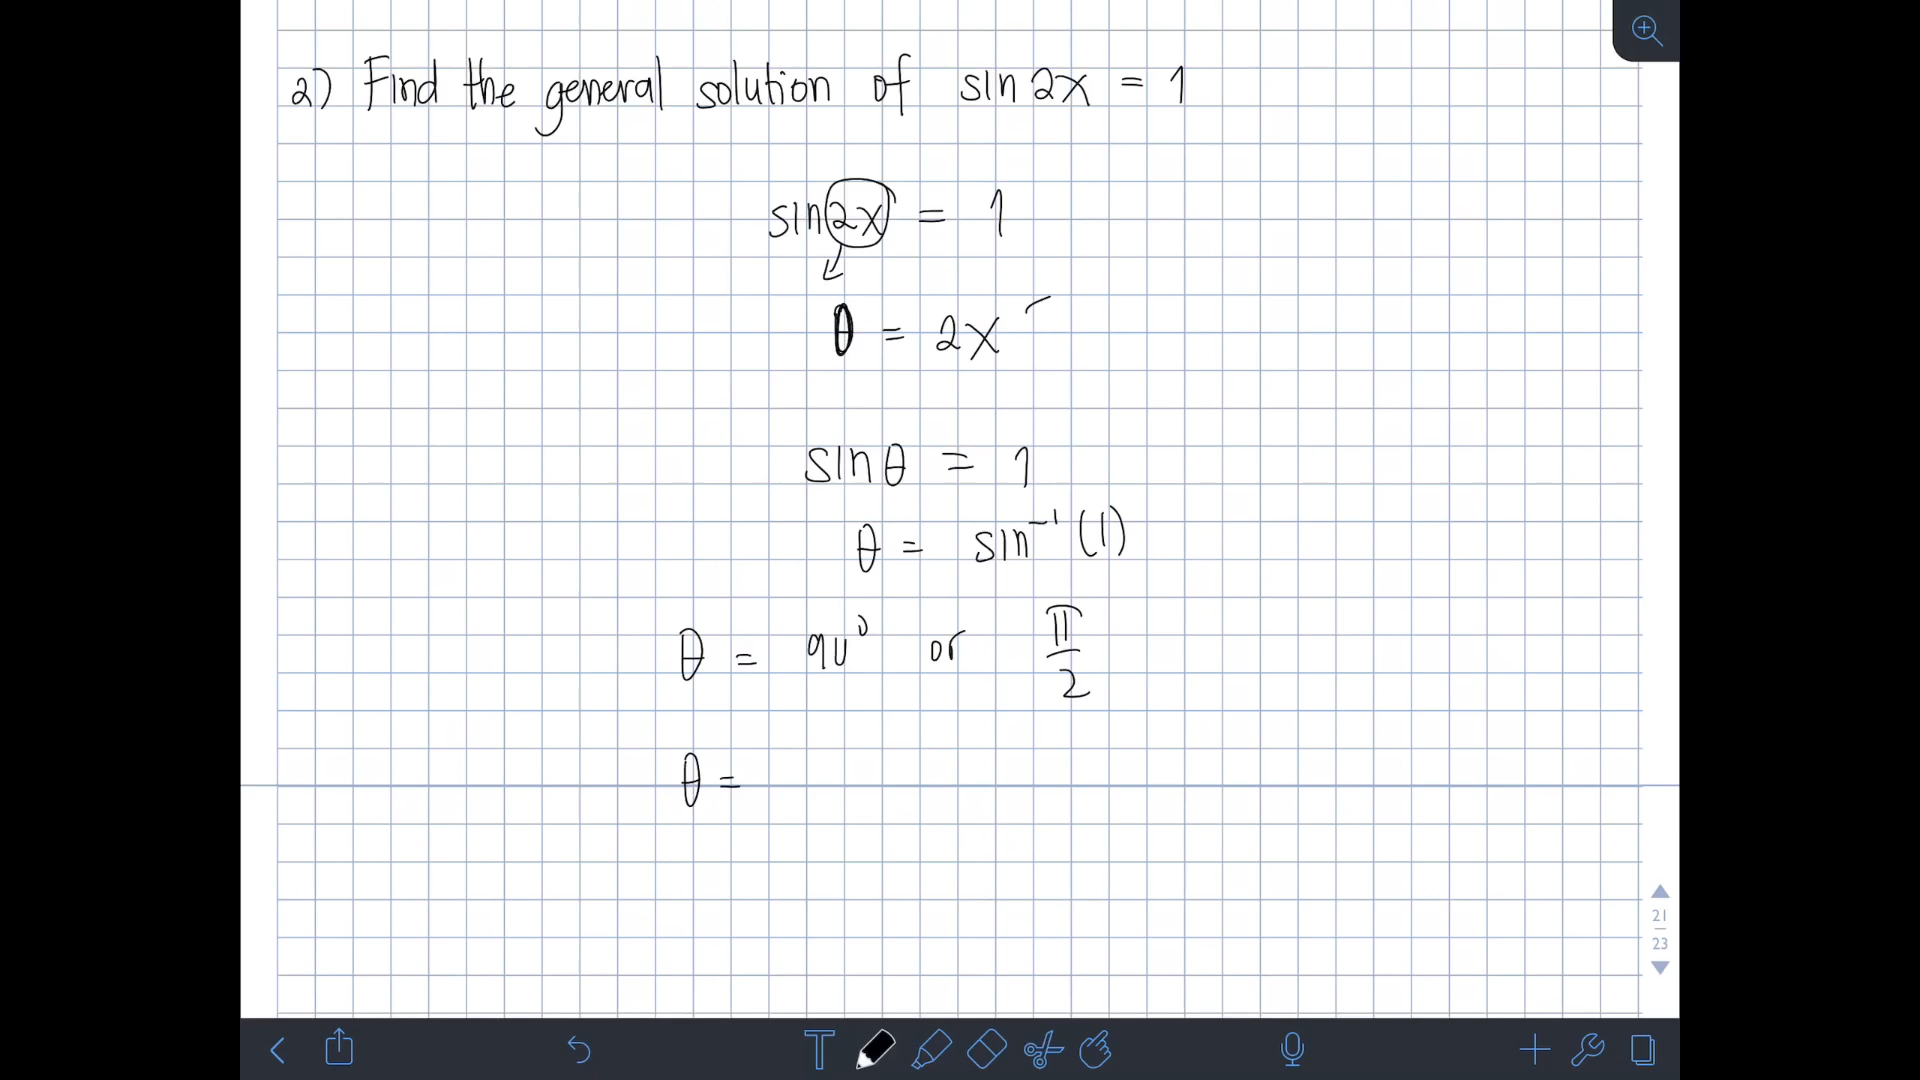 2) Find the general solution of sin 2x = 1
sin 2x = 1
θ = 2x
sin θ = 1
θ = sin⁻¹ (1)
θ = 90° or π/2
θ =
21
23
T